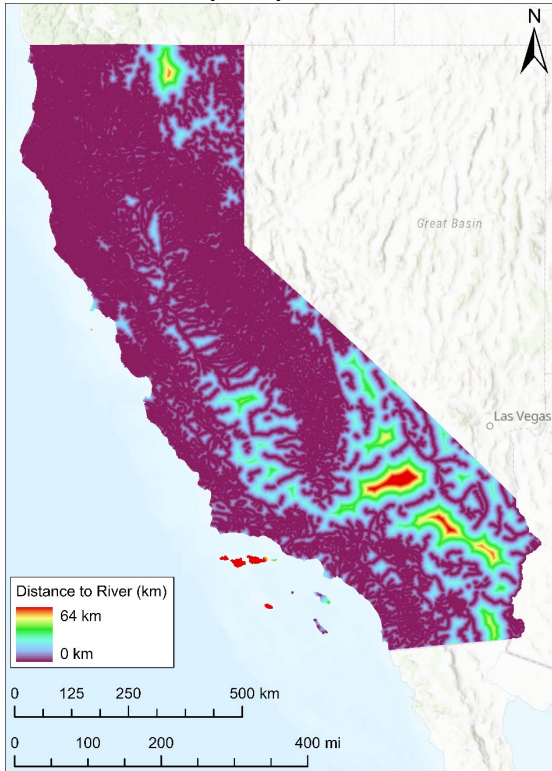 N
Great Basin
Las Vegas
Distance to River (km)
64 km
0 km
0 125 250 500 km
0 100 200 400 mi